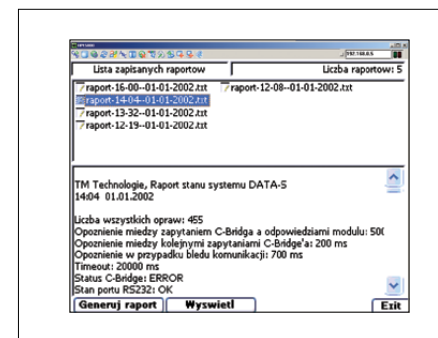 192.168.0.5
Lista zapisanych raportow
Liczba raportow: 5
raport-16-00--01-01-2002.txt
raport-12-08--01-01-2002.txt
raport-14-04--01-01-2002.txt
raport-13-32--01-01-2002.txt
raport-12-19--01-01-2002.txt
TM Technologie, Raport stanu systemu DATA-S
14:04 01.01.2002
Liczba wszystkich opraw: 455
Opoznienie miedzy zapytaniem C-Bridga a odpowiedziami modulu: 500
Opoznienie miedzy kolejnymi zapytaniami C-Bridge'a: 200 ms
Opoznienie w przypadku bledu komunikacji: 700 ms
Timeout: 20000 ms
Status C-Bridge: ERROR
Stan portu RS232: OK
Generuj raport
Wyswietl
Exit